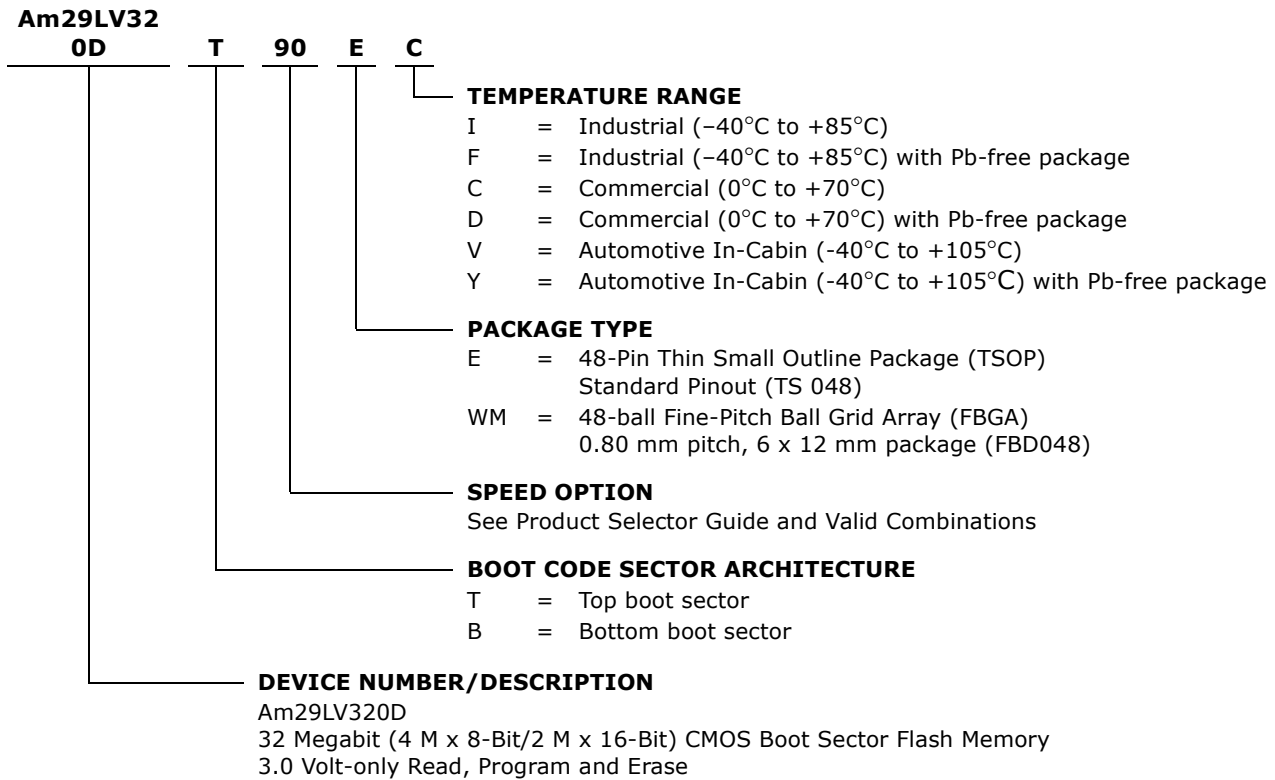 Am29LV32
0D T 90 E C
TEMPERATURE RANGE
I = Industrial (–40°C to +85°C)
F = Industrial (–40°C to +85°C) with Pb-free package
C = Commercial (0°C to +70°C)
D = Commercial (0°C to +70°C) with Pb-free package
V = Automotive In-Cabin (-40°C to +105°C)
Y = Automotive In-Cabin (-40°C to +105°C) with Pb-free package
PACKAGE TYPE
E = 48-Pin Thin Small Outline Package (TSOP)
Standard Pinout (TS 048)
WM = 48-ball Fine-Pitch Ball Grid Array (FBGA)
0.80 mm pitch, 6 x 12 mm package (FBD048)
SPEED OPTION
See Product Selector Guide and Valid Combinations
BOOT CODE SECTOR ARCHITECTURE
T = Top boot sector
B = Bottom boot sector
DEVICE NUMBER/DESCRIPTION
Am29LV320D
32 Megabit (4 M x 8-Bit/2 M x 16-Bit) CMOS Boot Sector Flash Memory
3.0 Volt-only Read, Program and Erase